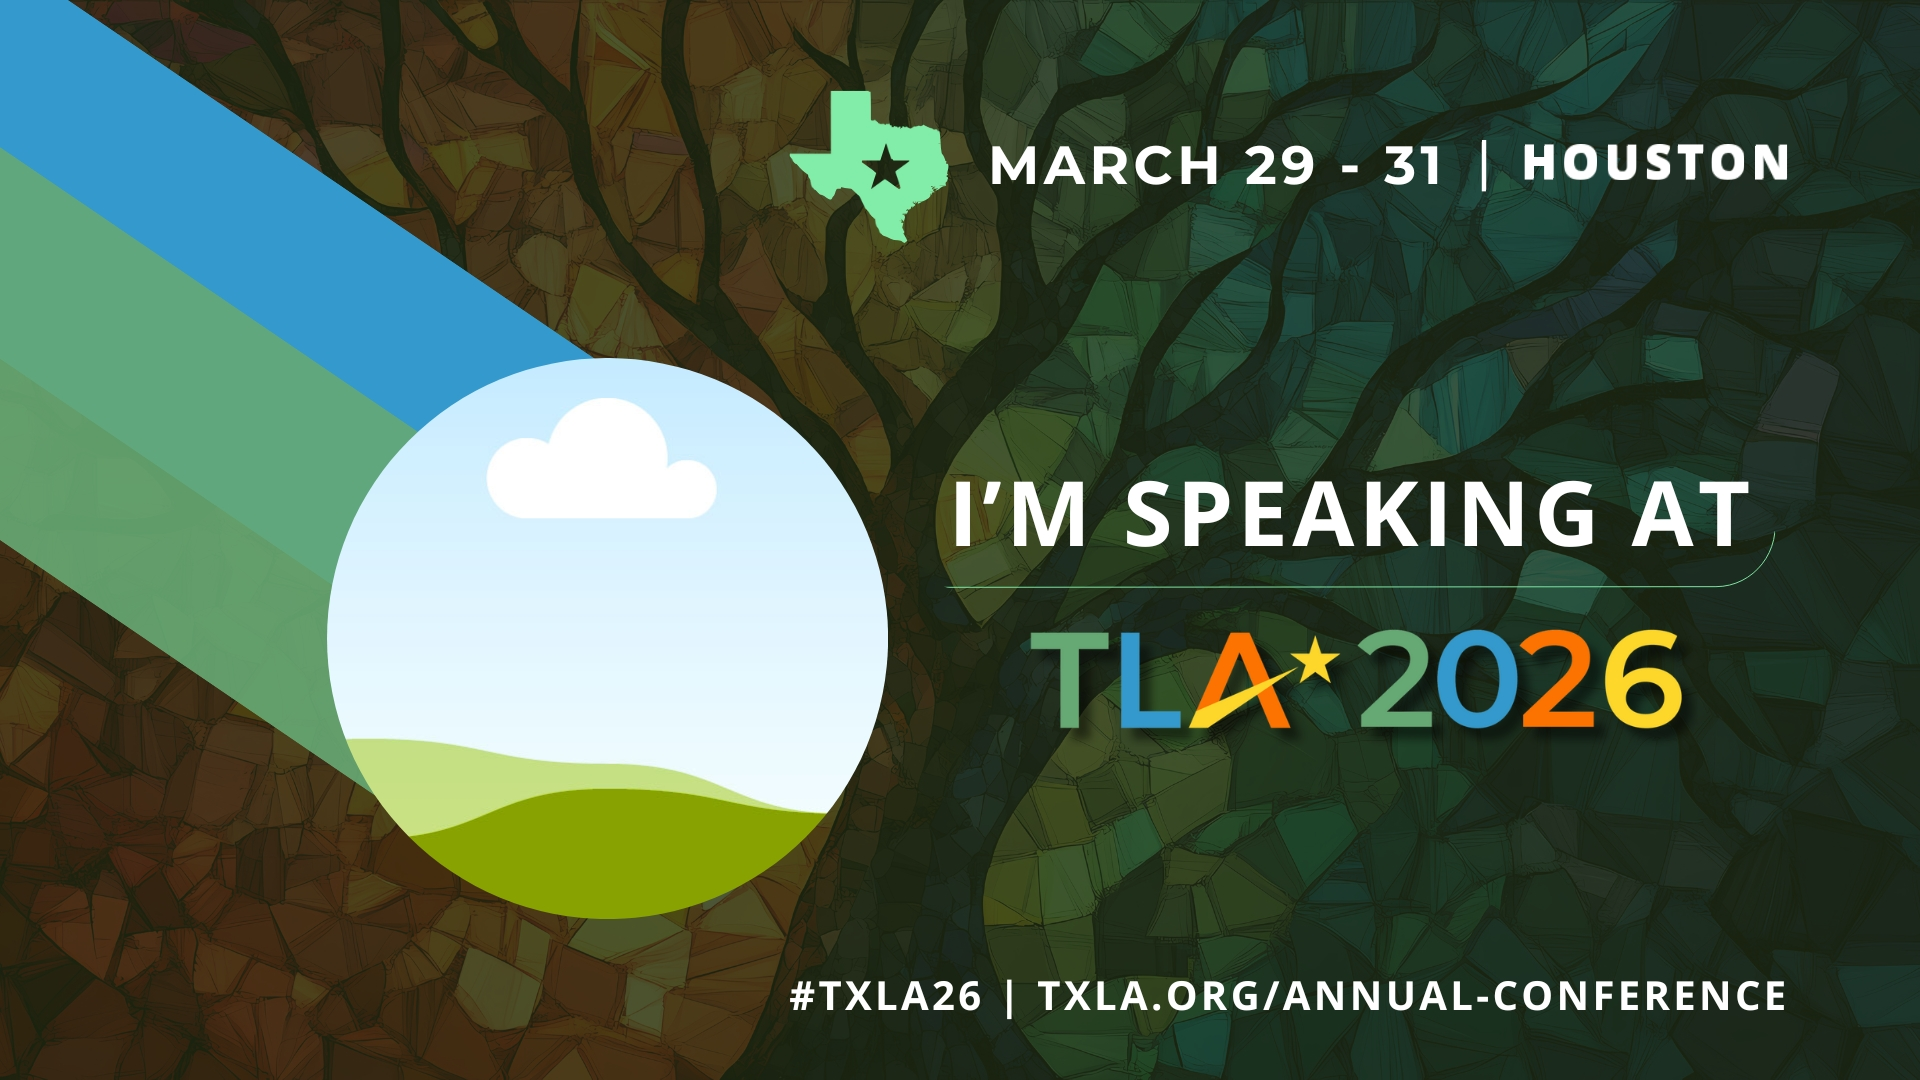 MARCH 29 - 31 | HOUSTON
I’M SPEAKING AT
TLA 2026
#TXLA26 | TXLA.ORG/ANNUAL-CONFERENCE